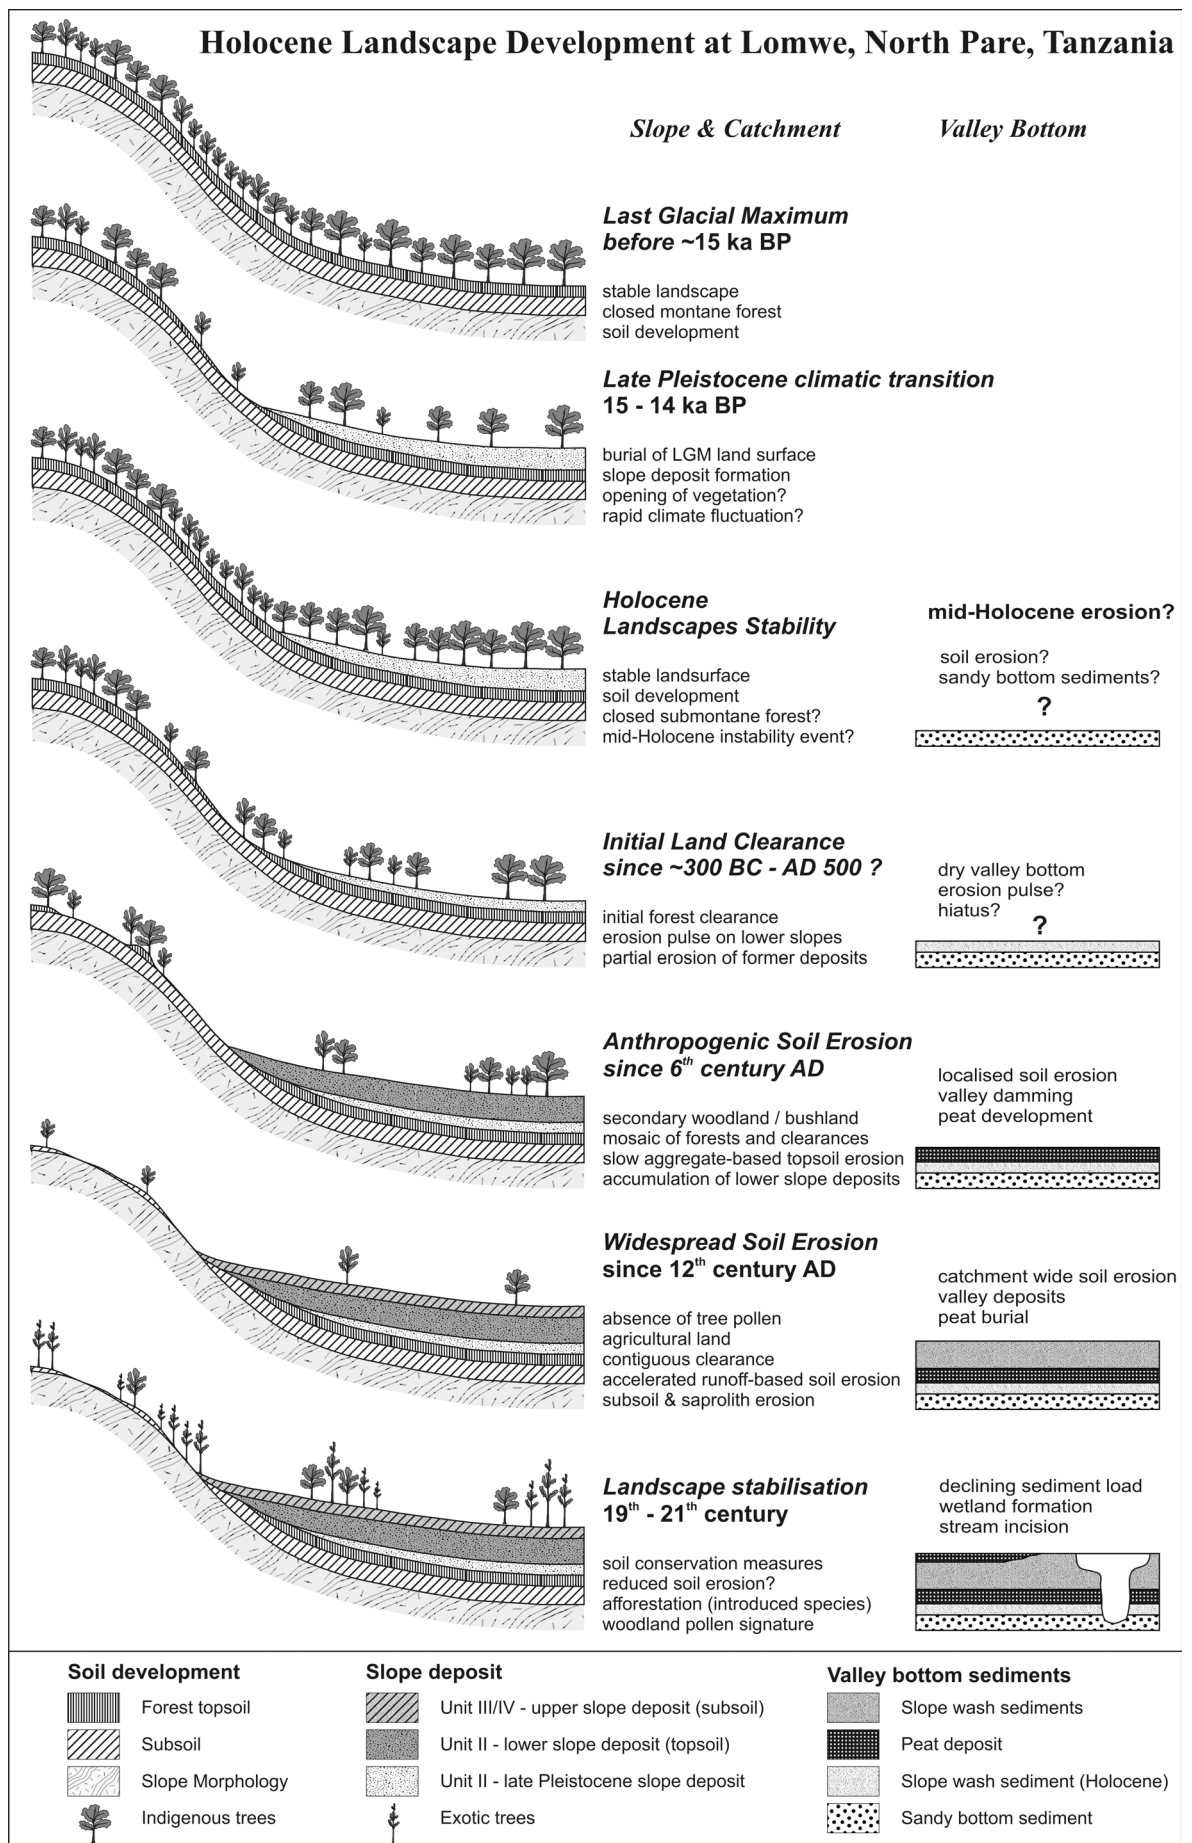 Holocene Landscape Development at Lomwe, North Pare, Tanzania
Slope & Catchment
Valley Bottom
Last Glacial Maximum
before ~15 ka BP
stable landscape
closed montane forest
soil development
Late Pleistocene climatic transition
15 - 14 ka BP
burial of LGM land surface
slope deposit formation
opening of vegetation?
rapid climate fluctuation?
Holocene
Landscapes Stability
stable landsurface
soil development
closed submontane forest?
mid-Holocene instability event?
mid-Holocene erosion?
soil erosion?
sandy bottom sediments?
?
Initial Land Clearance
since ~300 BC - AD 500 ?
initial forest clearance
erosion pulse on lower slopes
partial erosion of former deposits
dry valley bottom
erosion pulse?
hiatus?
?
Anthropogenic Soil Erosion
since 6th century AD
secondary woodland / bushland
mosaic of forests and clearances
slow aggregate-based topsoil erosion
accumulation of lower slope deposits
localised soil erosion
valley damming
peat development
Widespread Soil Erosion
since 12th century AD
absence of tree pollen
agricultural land
contiguous clearance
accelerated runoff-based soil erosion
subsoil & saprolith erosion
catchment wide soil erosion
valley deposits
peat burial
Landscape stabilisation
19th - 21th century
soil conservation measures
reduced soil erosion?
afforestation (introduced species)
woodland pollen signature
declining sediment load
wetland formation
stream incision
Soil development
Forest topsoil
Subsoil
Slope Morphology
Indigenous trees
Slope deposit
Unit III/IV - upper slope deposit (subsoil)
Unit II - lower slope deposit (topsoil)
Unit II - late Pleistocene slope deposit
Exotic trees
Valley bottom sediments
Slope wash sediments
Peat deposit
Slope wash sediment (Holocene)
Sandy bottom sediment